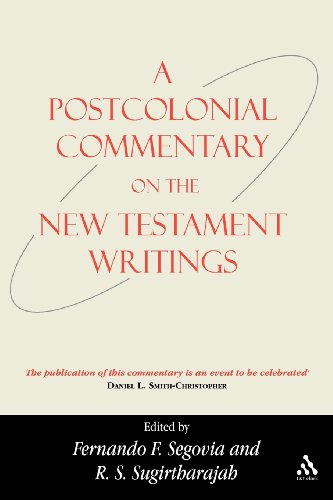 A
POSTCOLONIAL
COMMENTARY
ON THE
NEW TESTAMENT
WRITINGS
The publication of this commentary is an event to be celebrated'
DANIEL L. SMITH-CHRISTOPHER
Edited by
Fernando F. Segovia and
R. S. Sugirtharajah
t&t clark